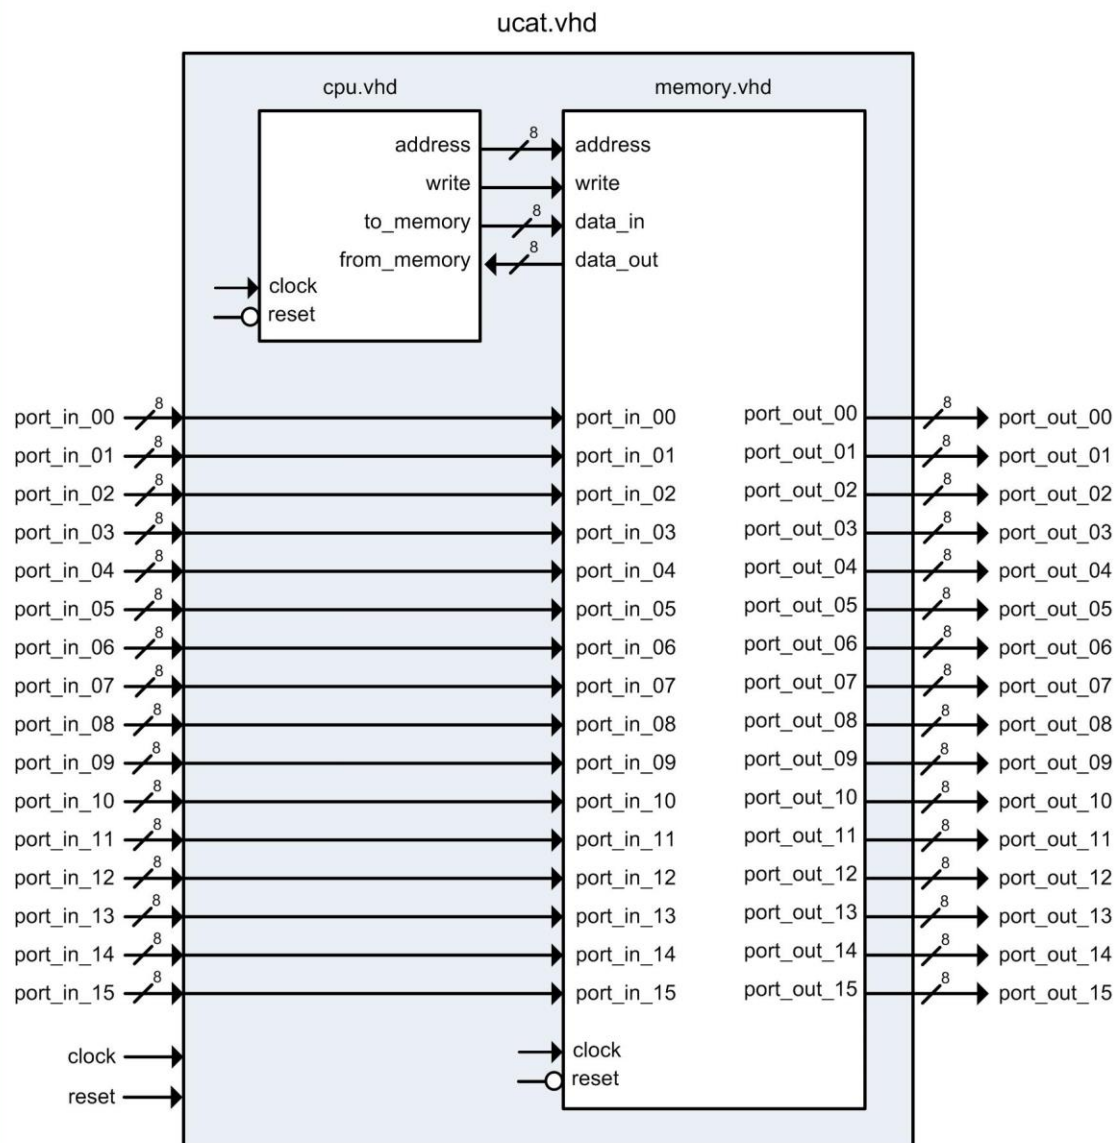 ucat.vhd
cpu.vhd memory.vhd
address 8 address
write write
to_memory 8 data_in
from_memory 8 data_out
clock
reset
port_in_00 8 port_in_00 port_out_00 8 port_out_00
port_in_01 8 port_in_01 port_out_01 8 port_out_01
port_in_02 8 port_in_02 port_out_02 8 port_out_02
port_in_03 8 port_in_03 port_out_03 8 port_out_03
port_in_04 8 port_in_04 port_out_04 8 port_out_04
port_in_05 8 port_in_05 port_out_05 8 port_out_05
port_in_06 8 port_in_06 port_out_06 8 port_out_06
port_in_07 8 port_in_07 port_out_07 8 port_out_07
port_in_08 8 port_in_08 port_out_08 8 port_out_08
port_in_09 8 port_in_09 port_out_09 8 port_out_09
port_in_10 8 port_in_10 port_out_10 8 port_out_10
port_in_11 8 port_in_11 port_out_11 8 port_out_11
port_in_12 8 port_in_12 port_out_12 8 port_out_12
port_in_13 8 port_in_13 port_out_13 8 port_out_13
port_in_14 8 port_in_14 port_out_14 8 port_out_14
port_in_15 8 port_in_15 port_out_15 8 port_out_15
clock clock
reset reset